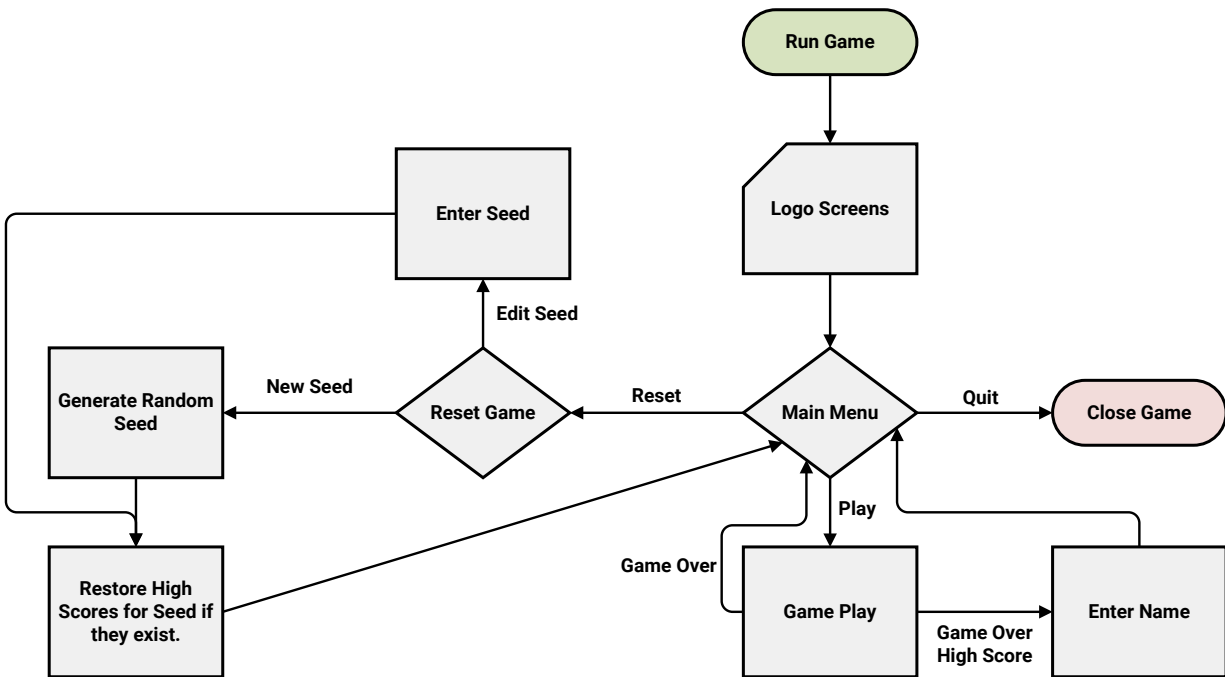 Run Game
Logo Screens
Enter Seed
Edit Seed
Generate Random
Seed
New Seed
Reset Game
Reset
Main Menu
Quit
Close Game
Play
Game Over
Restore High
Scores for Seed if
they exist.
Game Play
Game Over
High Score
Enter Name